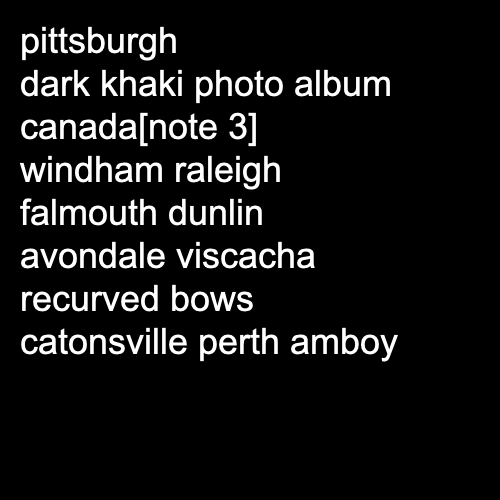 pittsburgh
dark khaki photo album
canada[note 3]
windham raleigh
falmouth dunlin
avondale viscacha
recurved bows
catonsville perth amboy